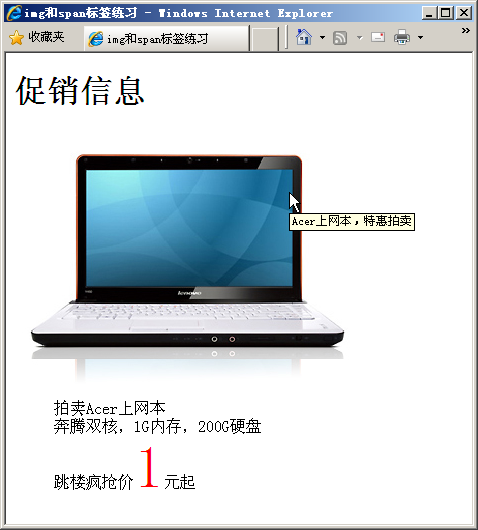 img和span标签练习 - Windows Internet Explorer
收藏夹
img和span标签练习
促销信息
Acer上网本，特惠拍卖
lenovo
拍卖Acer上网本
奔腾双核，1G内存，200G硬盘
跳楼疯抢价 1 元起